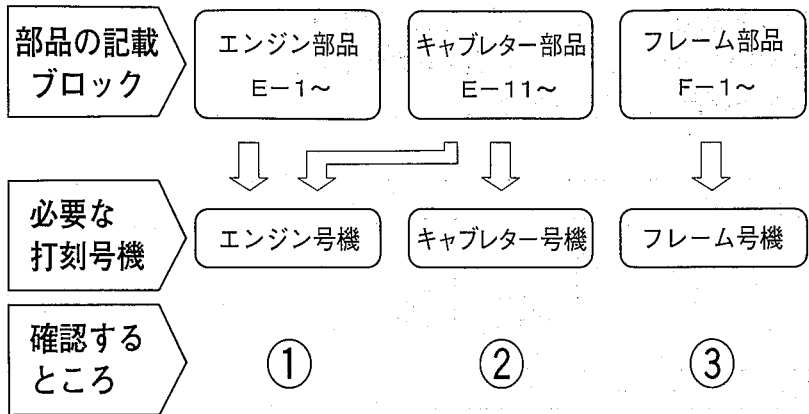 部品の記載
ブロック
エンジン部品
E－1～
キャブレター部品
E－11～
フレーム部品
F－1～
必要な
打刻号機
エンジン号機
キャブレター号機
フレーム号機
確認する
ところ
①
②
③